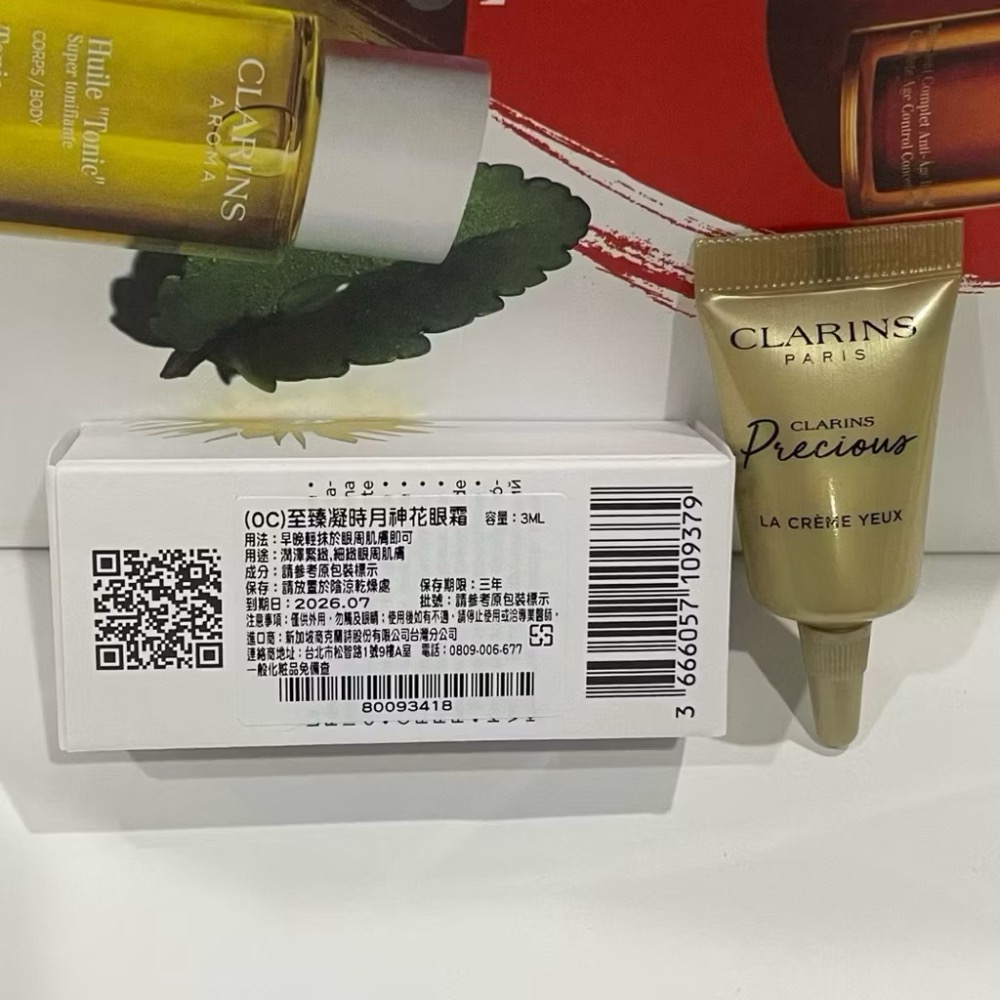 Huile "Tonic"
Super tonifiante
CORPS / BODY
CLARINS
AROMA
CLARINS
PARIS
CLARINS
Precious
LA CRÈME YEUX
(OC)至臻凝時月神花眼霜 容量：3ML
用法：早晚輕抹於眼周肌膚即可
用途：潤澤緊緻,細緻眼周肌膚
成分：請參考原包裝標示
保存：請放置於陰涼乾燥處 保存期限：三年
到期日：2026.07 批號：請參考原包裝標示
注意事項：僅供外用，勿觸及眼睛；使用後如有不適，請停止使用或洽專業醫師。
進口商：新加坡商克蘭詩股份有限公司台灣分公司
連絡商地址：台北市松智路1號9樓A室 電話：0809-006-677
一般化粧品免備查
80093418
3 666057 109379